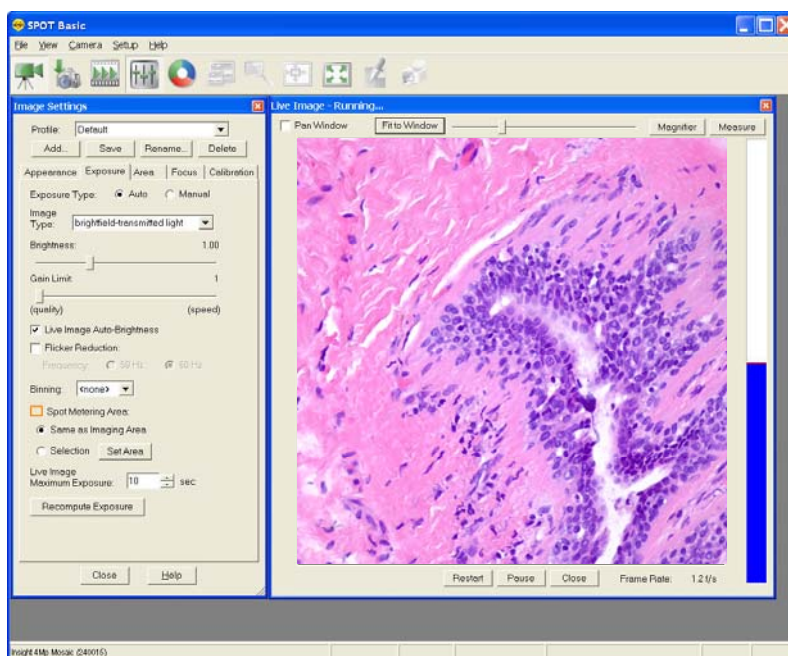 SPOT Basic
File View Camera Setup Help
Image Settings
Profile: Default
Add... Save Rename... Delete
Appearance Exposure Area Focus Calibration
Exposure Type: Auto Manual
Image
Type: brightfield-transmitted light
Brightness: 1.00
Gain Limit: 1
(quality) (speed)
Live Image Auto-Brightness
Flicker Reduction:
Frequency: 50 Hz 60 Hz
Binning: <none>
Spot Metering Area:
Same as Imaging Area
Selection Set Area
Live Image
Maximum Exposure: 10 sec
Recompute Exposure
Close Help
Live Image - Running...
Pan Window Fit to Window Magnifier Measure
Restart Pause Close Frame Rate: 1.2 f/s
Insight 4Mp Mosaic (240015)